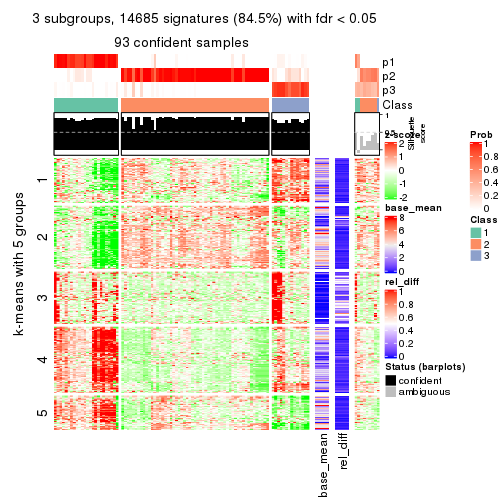 3 subgroups, 14685 signatures (84.5%) with fdr < 0.05
93 confident samples
p1
p2
p3
Class
1
0.5
0
Silhouette
score
k-means with 5 groups
1
2
3
4
5
base_mean
rel_diff
z-score
2
1
0
-1
-2
base_mean
8
6
4
2
0
rel_diff
1
0.8
0.6
0.4
0.2
0
Status (barplots)
confident
ambiguous
Prob
1
0.8
0.6
0.4
0.2
0
Class
1
2
3